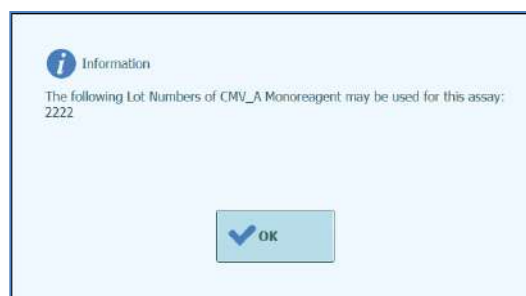 Information
The following Lot Numbers of CMV_A Monoreagent may be used for this assay:
2222
OK